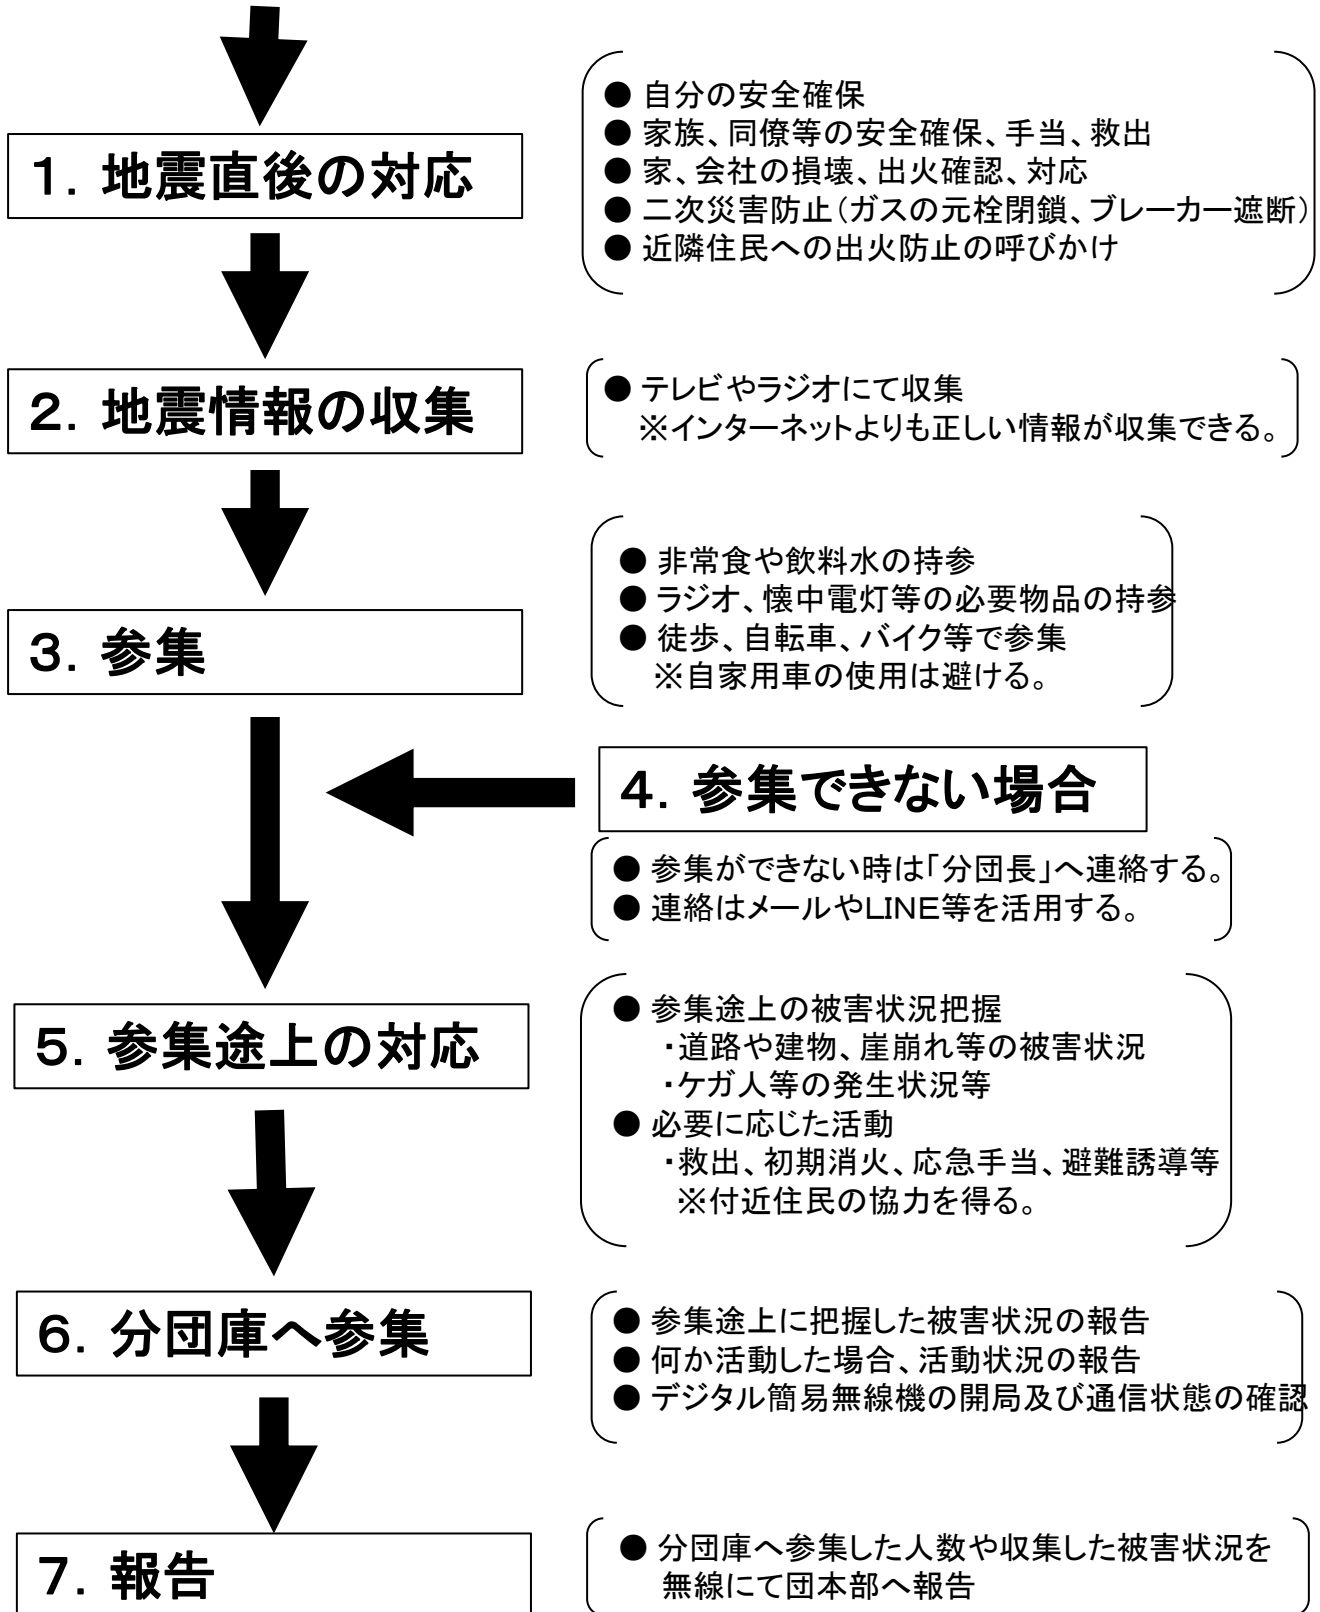 1. 地震直後の対応
● 自分の安全確保
● 家族、同僚等の安全確保、手当、救出
● 家、会社の損壊、出火確認、対応
● 二次災害防止(ガスの元栓閉鎖、ブレーカー遮断)
● 近隣住民への出火防止の呼びかけ
2. 地震情報の収集
● テレビやラジオにて収集
※インターネットよりも正しい情報が収集できる。
3. 参集
● 非常食や飲料水の持参
● ラジオ、懐中電灯等の必要物品の持参
● 徒歩、自転車、バイク等で参集
※自家用車の使用は避ける。
4. 参集できない場合
● 参集ができない時は「分団長」へ連絡する。
● 連絡はメールやLINE等を活用する。
5. 参集途上の対応
● 参集途上の被害状況把握
・道路や建物、崖崩れ等の被害状況
・ケガ人等の発生状況等
● 必要に応じた活動
・救出、初期消火、応急手当、避難誘導等
※付近住民の協力を得る。
6. 分団庫へ参集
● 参集途上に把握した被害状況の報告
● 何か活動した場合、活動状況の報告
● デジタル簡易無線機の開局及び通信状態の確認
7. 報告
● 分団庫へ参集した人数や収集した被害状況を
無線にて団本部へ報告